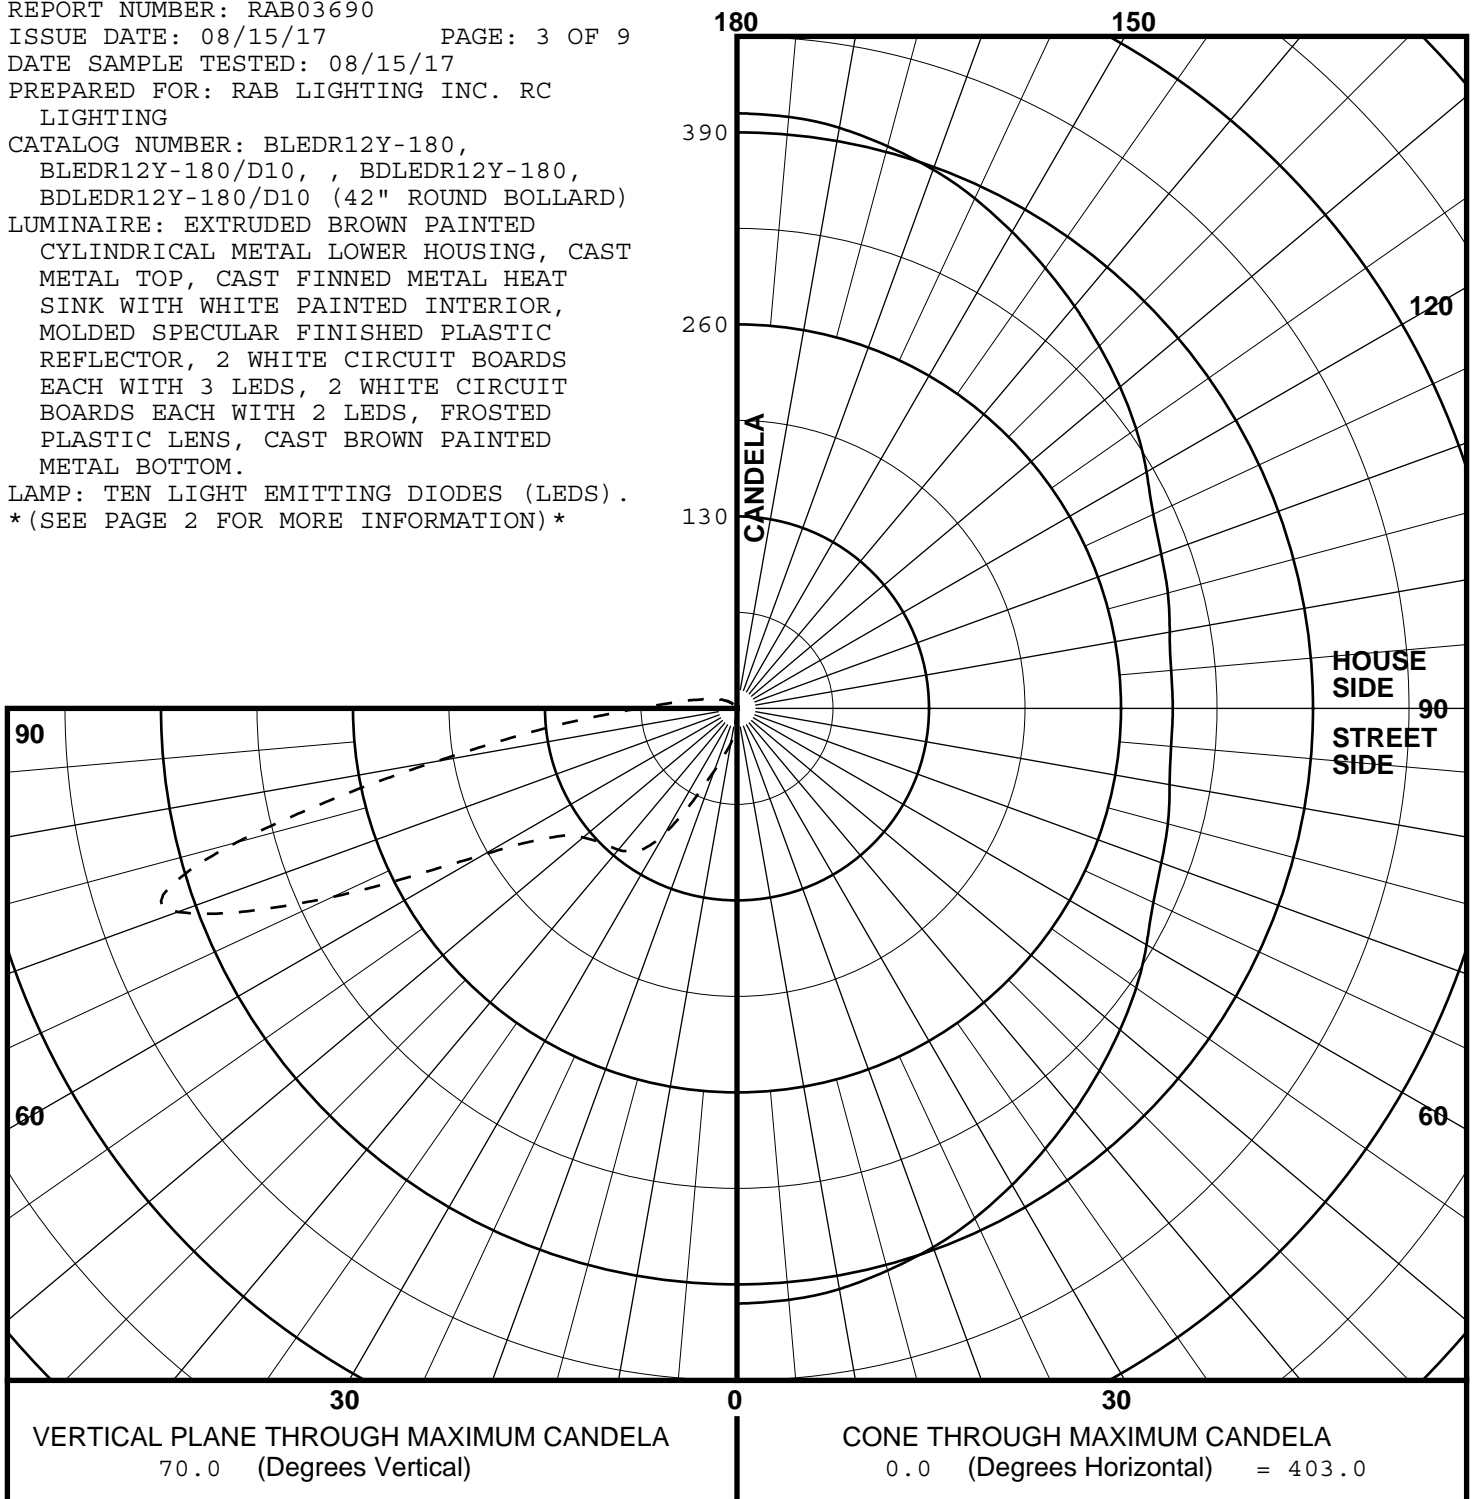 REPORT NUMBER: RAB03690
ISSUE DATE: 08/15/17 PAGE: 3 OF 9
DATE SAMPLE TESTED: 08/15/17
PREPARED FOR: RAB LIGHTING INC. RC
LIGHTING
CATALOG NUMBER: BLEDR12Y-180,
BLEDR12Y-180/D10, , BDLEDR12Y-180,
BDLEDR12Y-180/D10 (42" ROUND BOLLARD)
LUMINAIRE: EXTRUDED BROWN PAINTED
CYLINDRICAL METAL LOWER HOUSING, CAST
METAL TOP, CAST FINNED METAL HEAT
SINK WITH WHITE PAINTED INTERIOR,
MOLDED SPECULAR FINISHED PLASTIC
REFLECTOR, 2 WHITE CIRCUIT BOARDS
EACH WITH 3 LEDS, 2 WHITE CIRCUIT
BOARDS EACH WITH 2 LEDS, FROSTED
PLASTIC LENS, CAST BROWN PAINTED
METAL BOTTOM.
LAMP: TEN LIGHT EMITTING DIODES (LEDS).
*(SEE PAGE 2 FOR MORE INFORMATION)*
180
150
390
120
260
CANDELA
130
HOUSE
SIDE
90
90
STREET
SIDE
60
60
30
0
30
VERTICAL PLANE THROUGH MAXIMUM CANDELA
70.0 (Degrees Vertical)
CONE THROUGH MAXIMUM CANDELA
0.0 (Degrees Horizontal) = 403.0